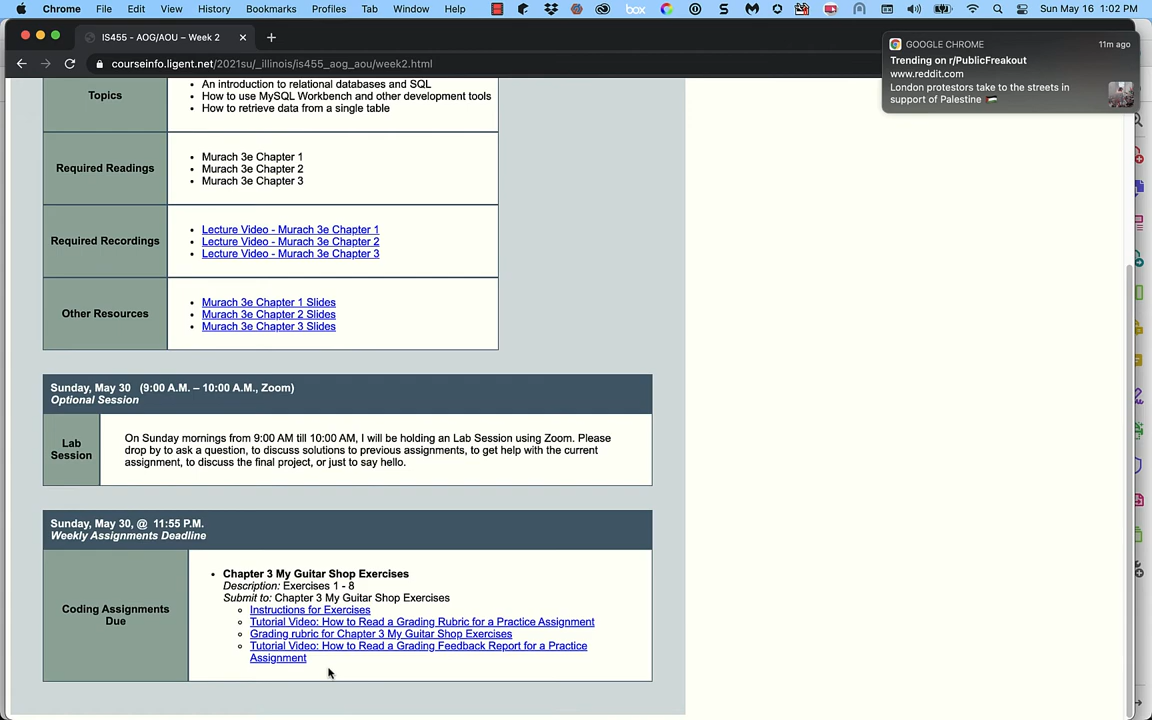 Chrome File Edit View History Bookmarks Profiles Tab Window Help box Sun May 16 1:02 PM
IS455 - AOG/AOU – Week 2
courseinfo.ligent.net/2021su/_illinois/is455_aog_aou/week2.html
GOOGLE CHROME 11m ago
Trending on r/PublicFreakout
www.reddit.com
London protestors take to the streets in
support of Palestine 🇵🇸
Topics
An introduction to relational databases and SQL
How to use MySQL Workbench and other development tools
How to retrieve data from a single table
Required Readings
Murach 3e Chapter 1
Murach 3e Chapter 2
Murach 3e Chapter 3
Required Recordings
Lecture Video - Murach 3e Chapter 1
Lecture Video - Murach 3e Chapter 2
Lecture Video - Murach 3e Chapter 3
Other Resources
Murach 3e Chapter 1 Slides
Murach 3e Chapter 2 Slides
Murach 3e Chapter 3 Slides
Sunday, May 30 (9:00 A.M. – 10:00 A.M., Zoom)
Optional Session
Lab
Session
On Sunday mornings from 9:00 AM till 10:00 AM, I will be holding an Lab Session using Zoom. Please
drop by to ask a question, to discuss solutions to previous assignments, to get help with the current
assignment, to discuss the final project, or just to say hello.
Sunday, May 30, @ 11:55 P.M.
Weekly Assignments Deadline
Coding Assignments
Due
Chapter 3 My Guitar Shop Exercises
Description: Exercises 1 - 8
Submit to: Chapter 3 My Guitar Shop Exercises
Instructions for Exercises
Tutorial Video: How to Read a Grading Rubric for a Practice Assignment
Grading rubric for Chapter 3 My Guitar Shop Exercises
Tutorial Video: How to Read a Grading Feedback Report for a Practice
Assignment